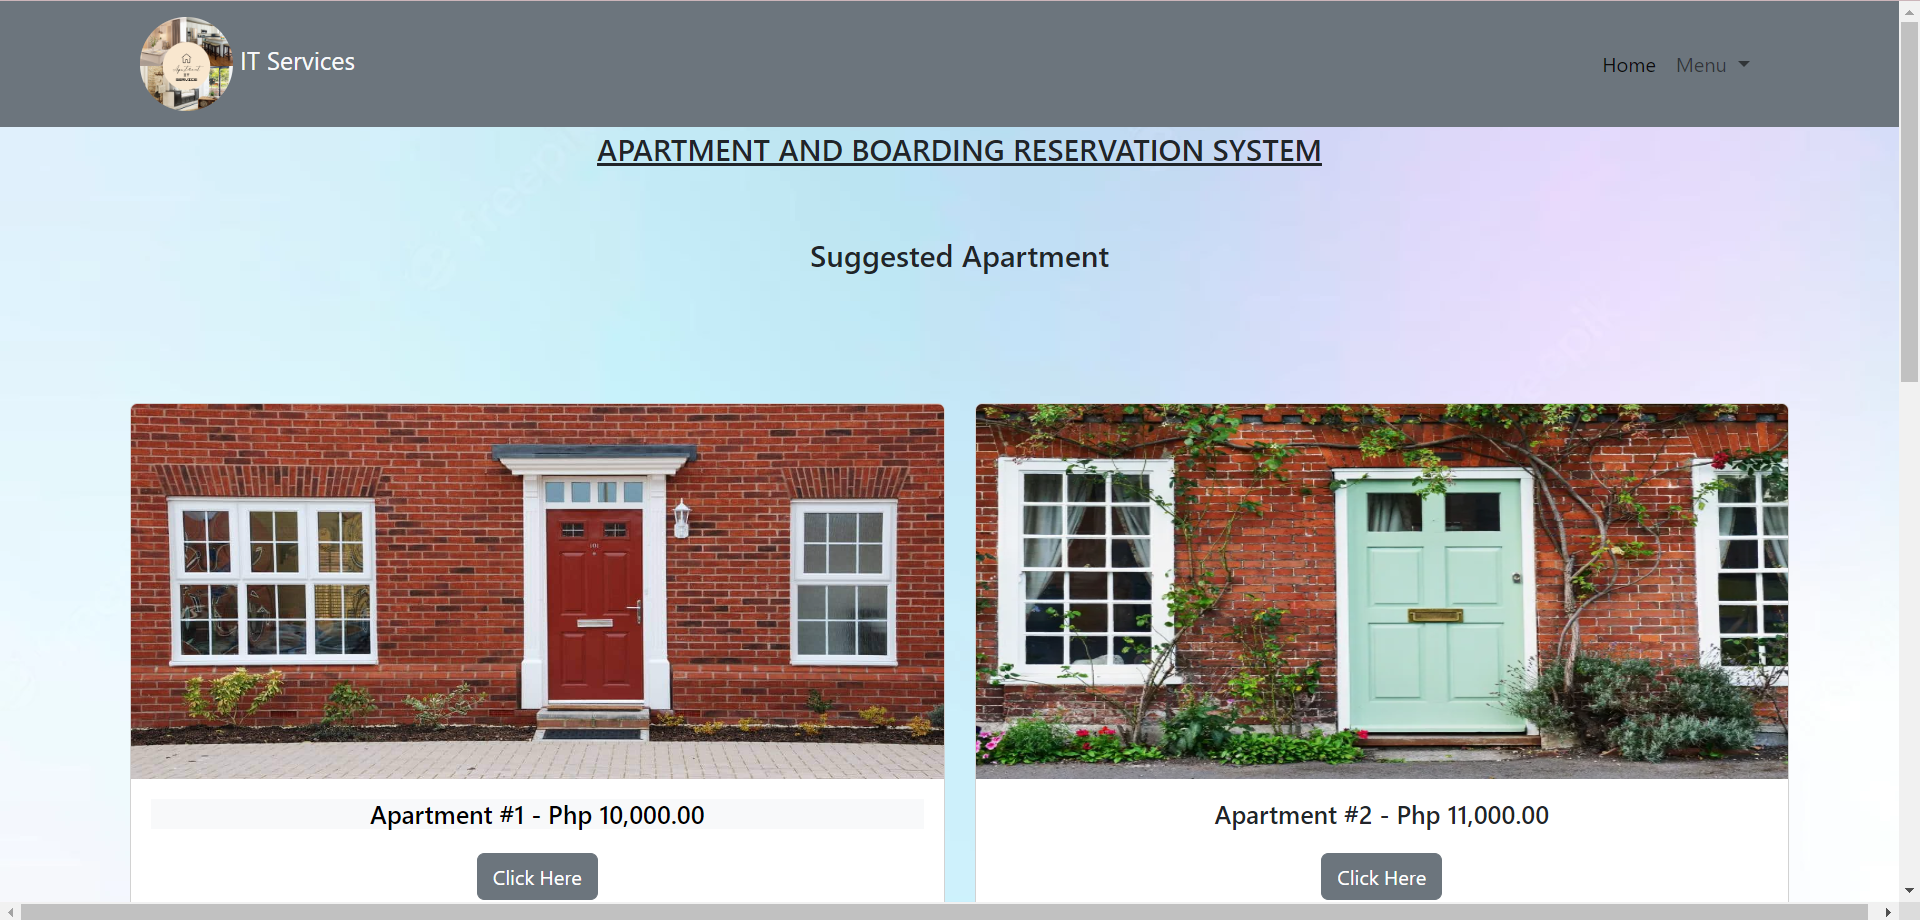 IT Services
Home
Menu
APARTMENT AND BOARDING RESERVATION SYSTEM
Suggested Apartment
Apartment #1 - Php 10,000.00
Apartment #2 - Php 11,000.00
Click Here
Click Here